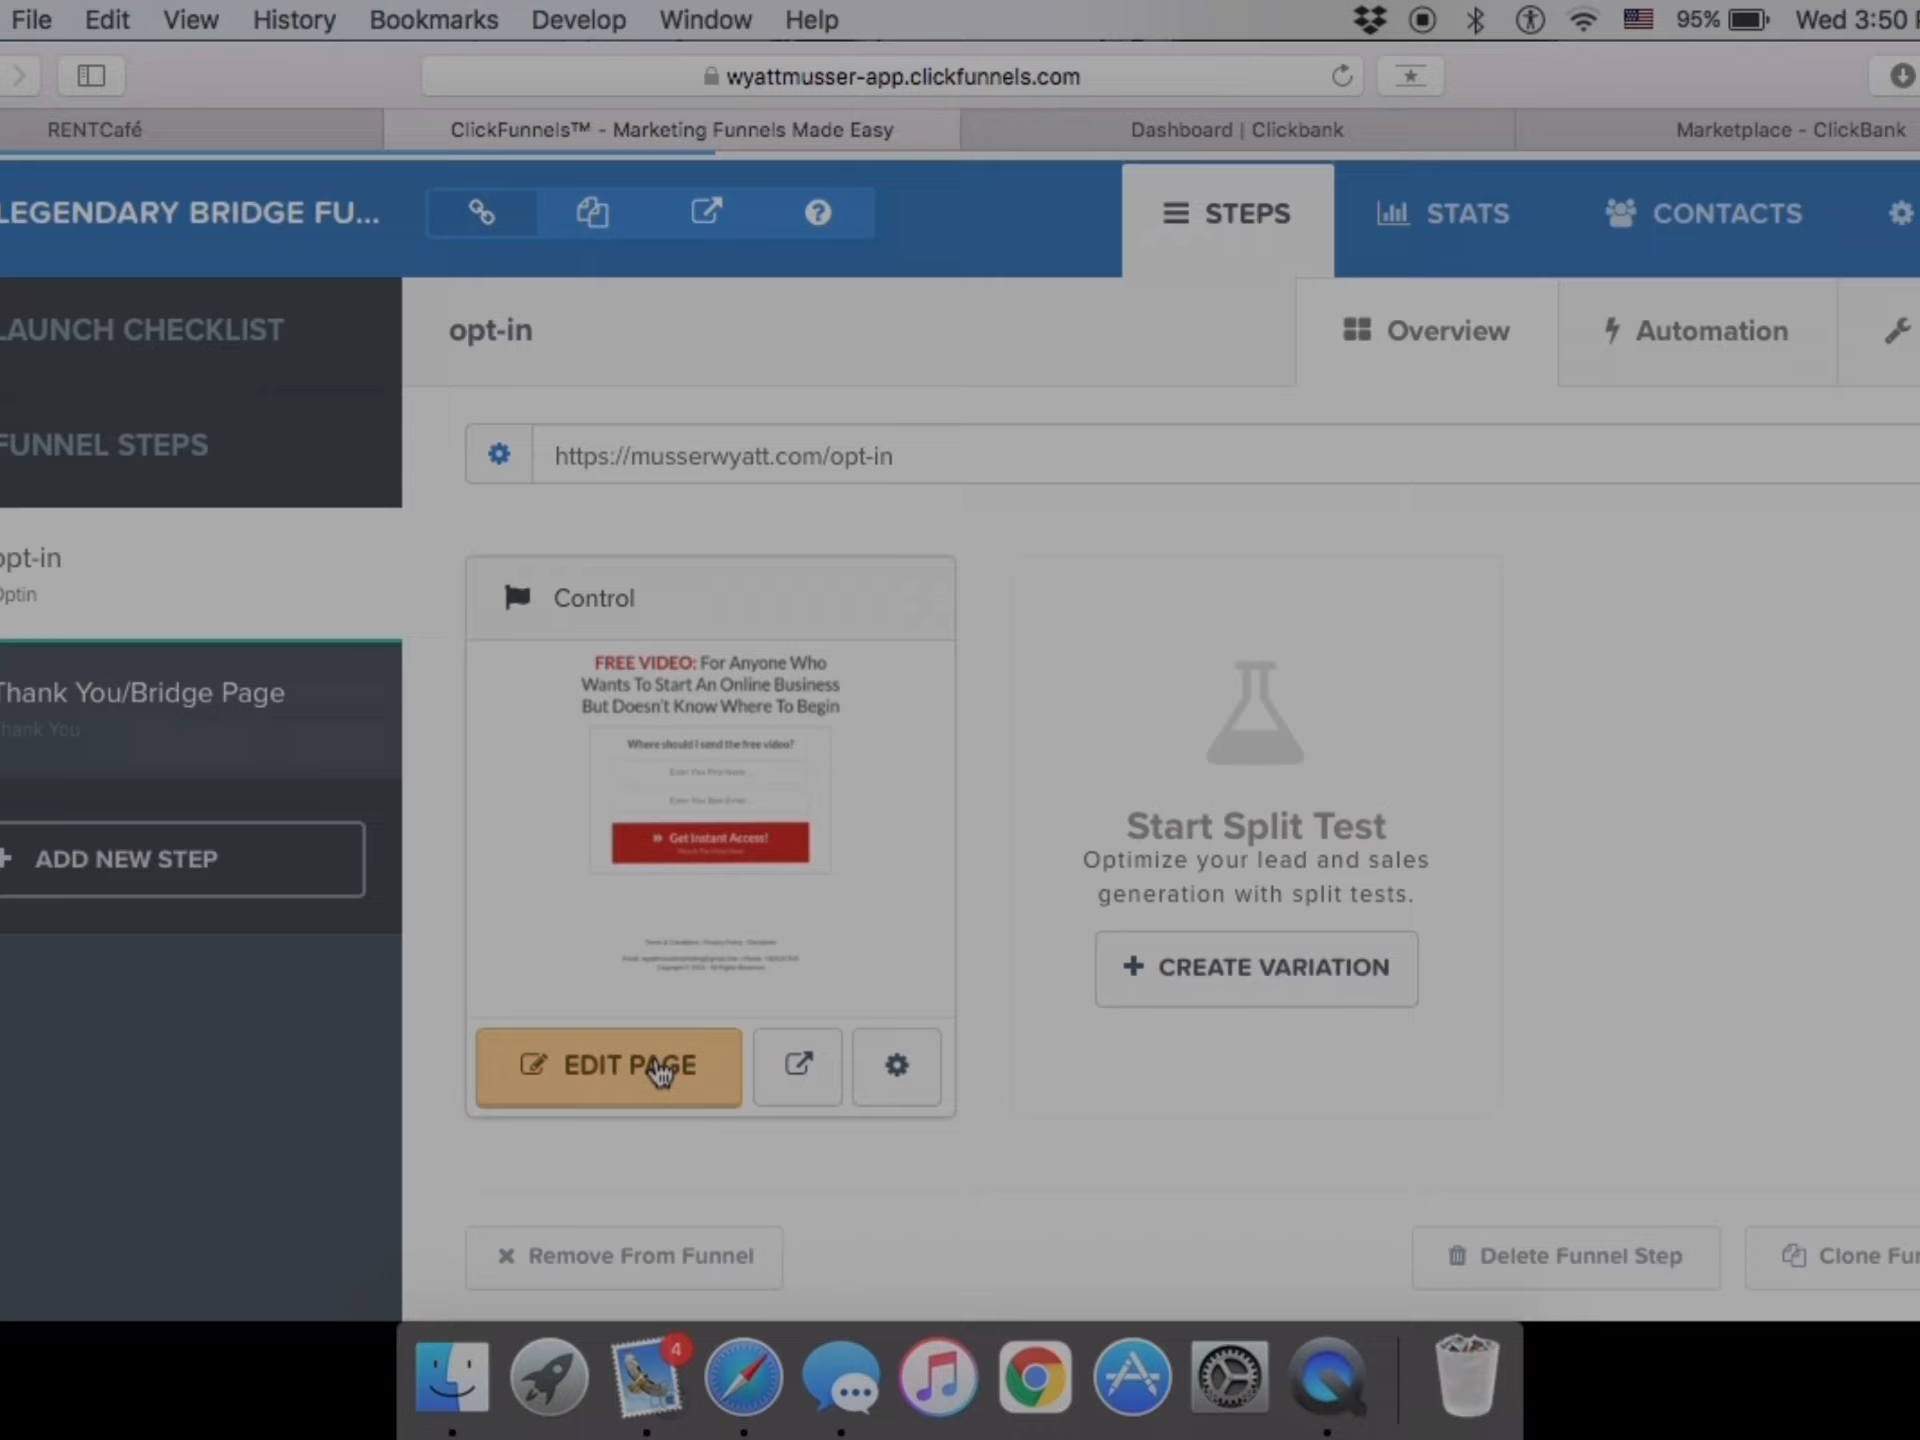 File Edit View History Bookmarks Develop Window Help 95% Wed 3:50
wyattmusser-app.clickfunnels.com
RENTCafé ClickFunnels™ - Marketing Funnels Made Easy Dashboard | Clickbank Marketplace - ClickBank
LEGENDARY BRIDGE FU... STEPS STATS CONTACTS
LAUNCH CHECKLIST
opt-in Overview Automation
FUNNEL STEPS
https://musserwyatt.com/opt-in
opt-in
Optin
Control
FREE VIDEO: For Anyone Who
Wants To Start An Online Business
But Doesn't Know Where To Begin
Where should I send the free video?
Get Instant Access!
Thank You/Bridge Page
Thank You
+ ADD NEW STEP
Start Split Test
Optimize your lead and sales
generation with split tests.
+ CREATE VARIATION
EDIT PAGE
Remove From Funnel Delete Funnel Step Clone Fun
4